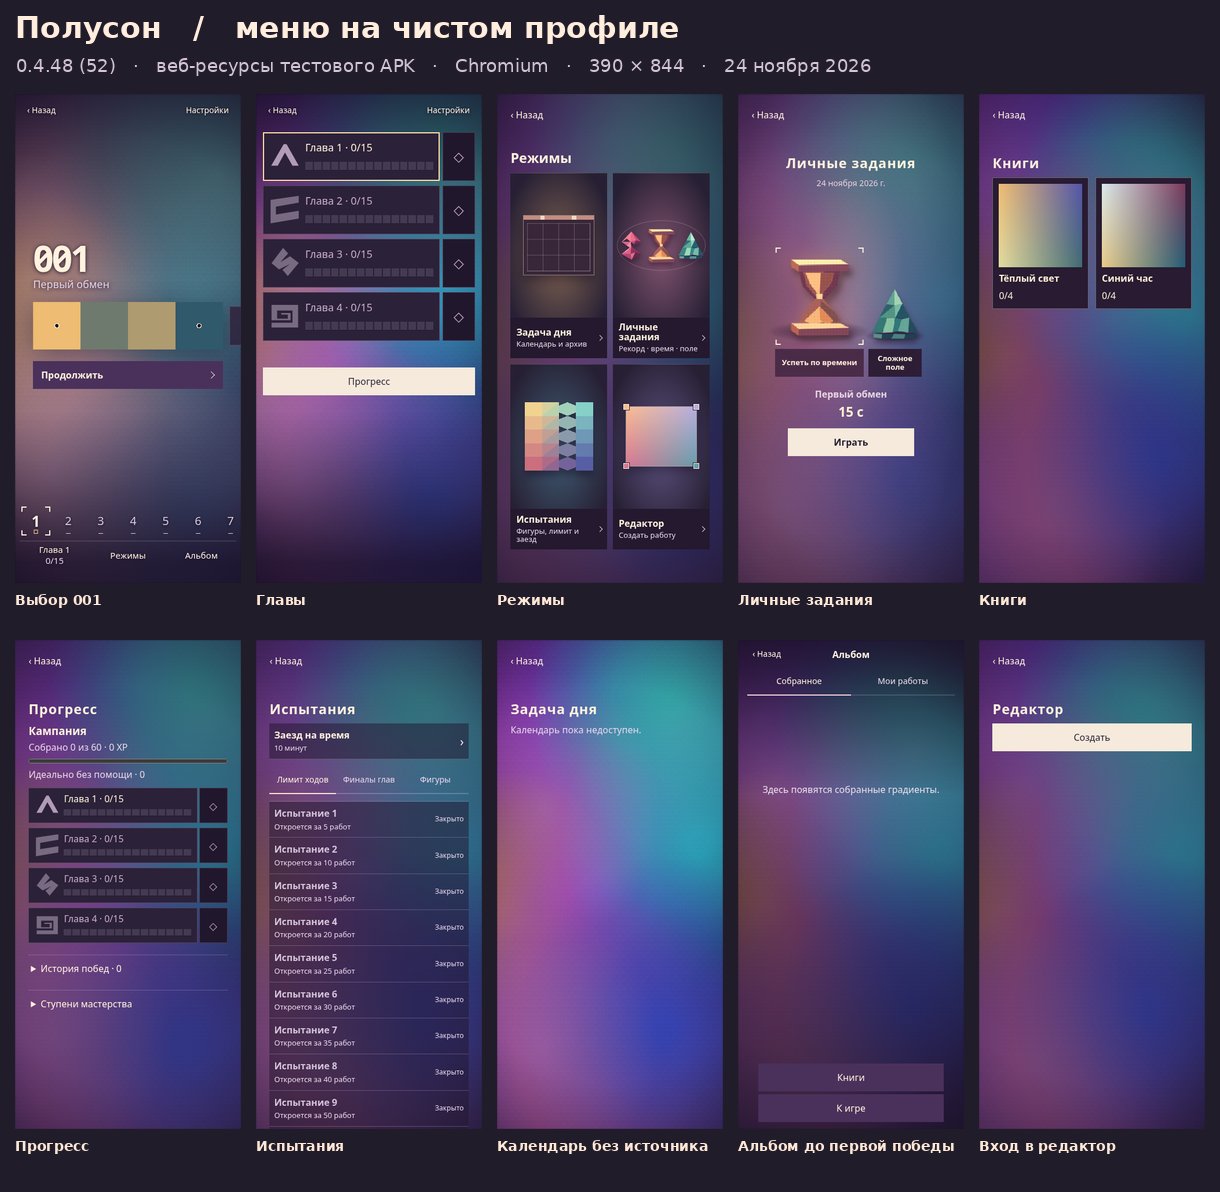 Полусон / меню на чистом профиле
0.4.48 (52) · веб-ресурсы тестового APK · Chromium · 390 × 844 · 24 ноября 2026
‹ Назад
Настройки
001
Первый обмен
Продолжить
1 2 3 4 5 6 7
Глава 1
0/15
Режимы
Альбом
Выбор 001
‹ Назад
Настройки
Глава 1 · 0/15
Глава 2 · 0/15
Глава 3 · 0/15
Глава 4 · 0/15
Прогресс
Главы
‹ Назад
Режимы
Задача дня
Календарь и архив
Личные
задания
Рекорд · время · поле
Испытания
Фигуры, лимит и
заезд
Редактор
Создать работу
Режимы
‹ Назад
Личные задания
24 ноября 2026 г.
Успеть по времени
Сложное
поле
Первый обмен
15 с
Играть
Личные задания
‹ Назад
Книги
Тёплый свет
0/4
Синий час
0/4
Книги
‹ Назад
Прогресс
Кампания
Собрано 0 из 60 · 0 XP
Идеально без помощи · 0
Глава 1 · 0/15
Глава 2 · 0/15
Глава 3 · 0/15
Глава 4 · 0/15
История побед · 0
Ступени мастерства
Прогресс
‹ Назад
Испытания
Заезд на время
10 минут
Лимит ходов
Финалы глав
Фигуры
Испытание 1
Откроется за 5 работ
Закрыто
Испытание 2
Откроется за 10 работ
Закрыто
Испытание 3
Откроется за 15 работ
Закрыто
Испытание 4
Откроется за 20 работ
Закрыто
Испытание 5
Откроется за 25 работ
Закрыто
Испытание 6
Откроется за 30 работ
Закрыто
Испытание 7
Откроется за 35 работ
Закрыто
Испытание 8
Откроется за 40 работ
Закрыто
Испытание 9
Откроется за 50 работ
Закрыто
Испытания
‹ Назад
Задача дня
Календарь пока недоступен.
Календарь без источника
‹ Назад
Альбом
Собранное
Мои работы
Здесь появятся собранные градиенты.
Книги
К игре
Альбом до первой победы
‹ Назад
Редактор
Создать
Вход в редактор